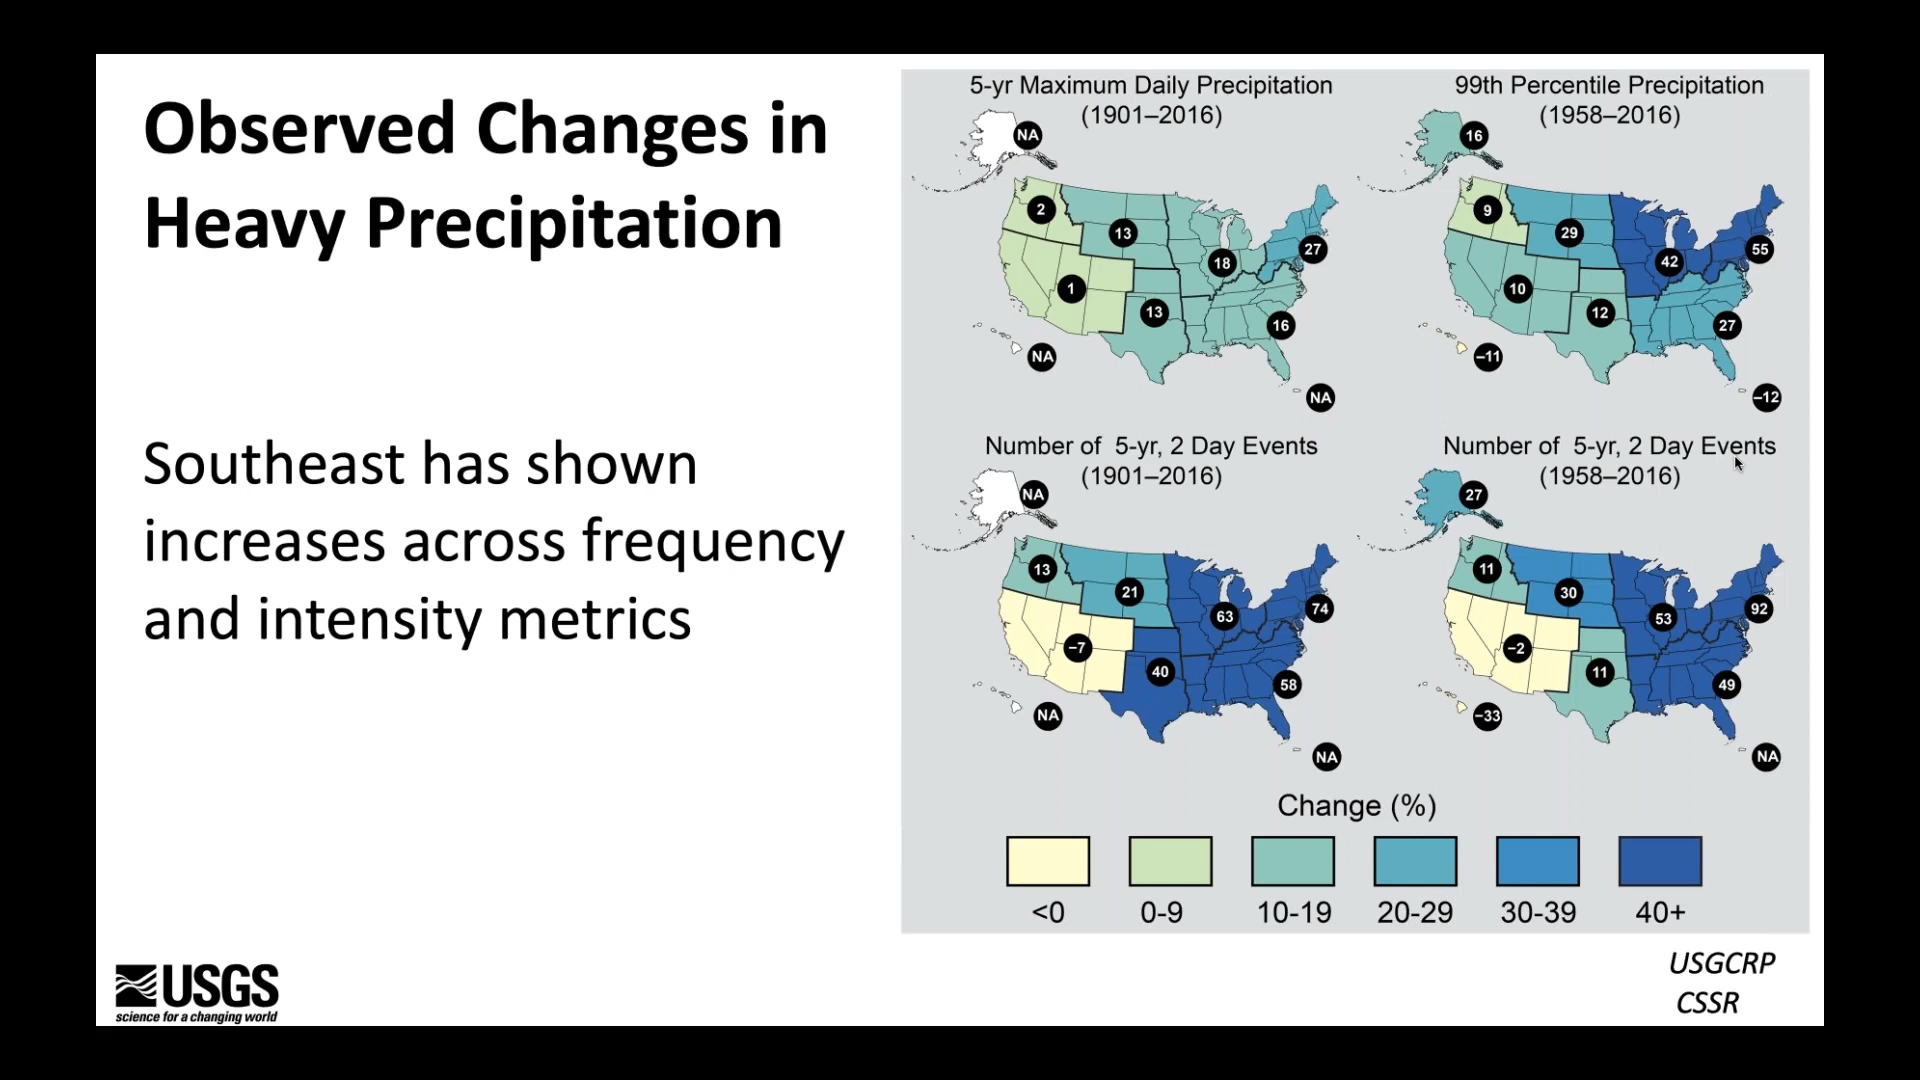 Observed Changes in
Heavy Precipitation
Southeast has shown
increases across frequency
and intensity metrics
5-yr Maximum Daily Precipitation
(1901–2016)
NA
2
13
18
27
1
13
16
NA
NA
99th Percentile Precipitation
(1958–2016)
16
9
29
42
55
10
12
27
–11
–12
Number of 5-yr, 2 Day Events
(1901–2016)
NA
13
21
63
74
–7
40
58
NA
NA
Number of 5-yr, 2 Day Events
(1958–2016)
27
11
30
53
92
–2
11
49
–33
NA
Change (%)
<0
0-9
10-19
20-29
30-39
40+
USGS
science for a changing world
USGCRP
CSSR